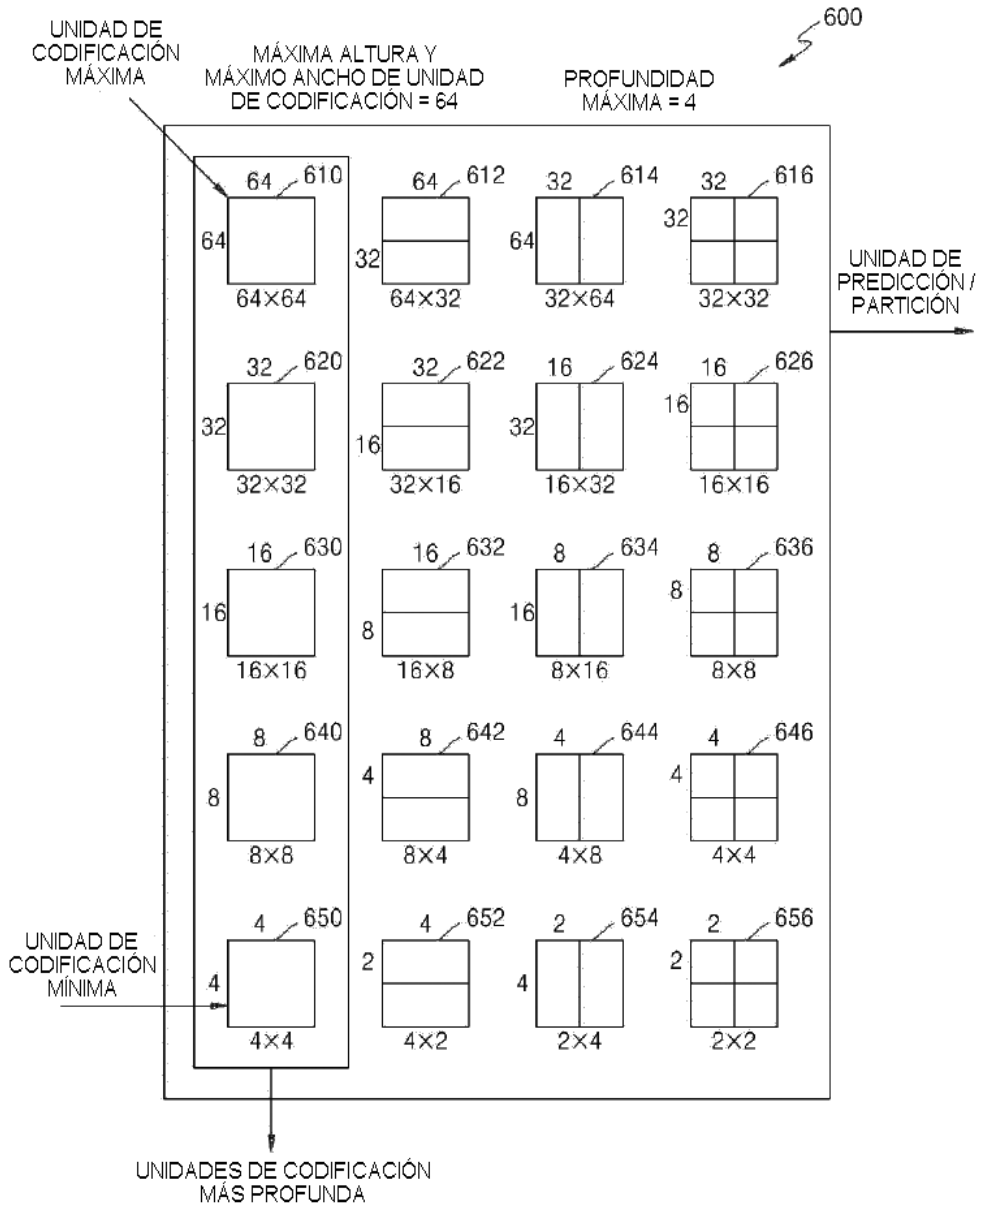 600
UNIDAD DE
CODIFICACIÓN
MÁXIMA
MÁXIMA ALTURA Y
MÁXIMO ANCHO DE UNIDAD
DE CODIFICACIÓN = 64
PROFUNDIDAD
MÁXIMA = 4
64 610 64 612 32 614 32 616
64 32 64 32
64×64 64×32 32×64 32×32
UNIDAD DE
PREDICCIÓN /
PARTICIÓN
32 620 32 622 16 624 16 626
32 16 32 16
32×32 32×16 16×32 16×16
16 630 16 632 8 634 8 636
16 8 16 8
16×16 16×8 8×16 8×8
8 640 8 642 4 644 4 646
8 4 8 4
8×8 8×4 4×8 4×4
UNIDAD DE
CODIFICACIÓN
MÍNIMA
4 650 4 652 2 654 2 656
4 2 4 2
4×4 4×2 2×4 2×2
UNIDADES DE CODIFICACIÓN
MÁS PROFUNDA